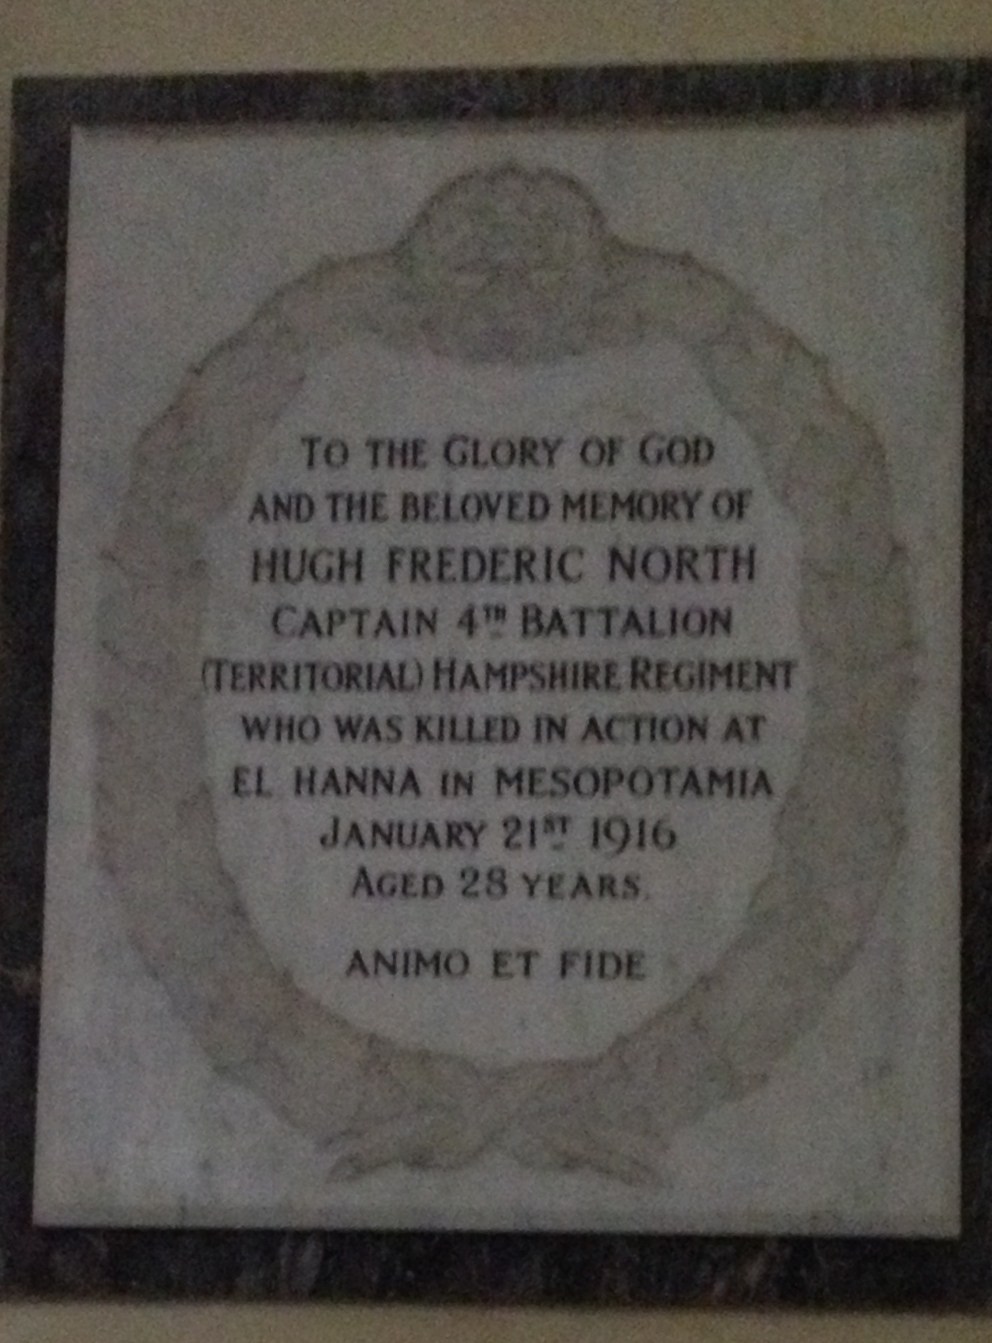 TO THE GLORY OF GOD
AND THE BELOVED MEMORY OF
HUGH FREDERIC NORTH
CAPTAIN 4TH BATTALION
(TERRITORIAL) HAMPSHIRE REGIMENT
WHO WAS KILLED IN ACTION AT
EL HANNA IN MESOPOTAMIA
JANUARY 21ST 1916
AGED 28 YEARS.
ANIMO ET FIDE